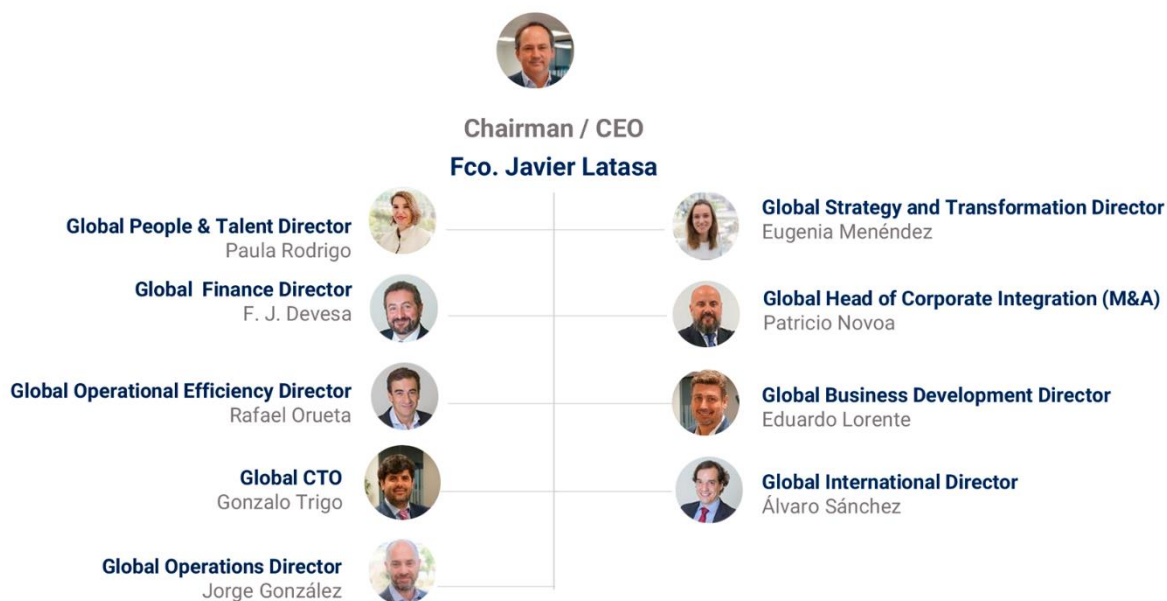 Chairman / CEO
Fco. Javier Latasa
Global People & Talent Director
Paula Rodrigo
Global Finance Director
F. J. Devesa
Global Operational Efficiency Director
Rafael Orueta
Global CTO
Gonzalo Trigo
Global Operations Director
Jorge González
Global Strategy and Transformation Director
Eugenia Menéndez
Global Head of Corporate Integration (M&A)
Patricio Novoa
Global Business Development Director
Eduardo Lorente
Global International Director
Álvaro Sánchez